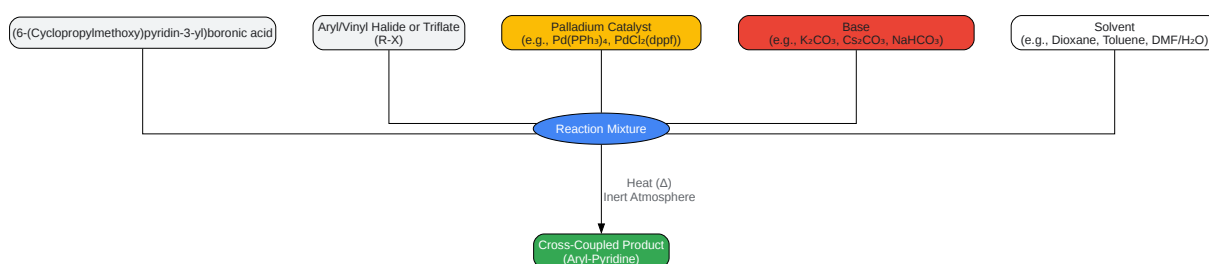 (6-(Cyclopropylmethoxy)pyridin-3-yl)boronic acid
Aryl/Vinyl Halide or Triflate
(R-X)
Palladium Catalyst
(e.g., Pd(PPh₃)₄, PdCl₂(dppf))
Base
(e.g., K₂CO₃, Cs₂CO₃, NaHCO₃)
Solvent
(e.g., Dioxane, Toluene, DMF/H₂O)
Reaction Mixture
Heat (Δ)
Inert Atmosphere
Cross-Coupled Product
(Aryl-Pyridine)